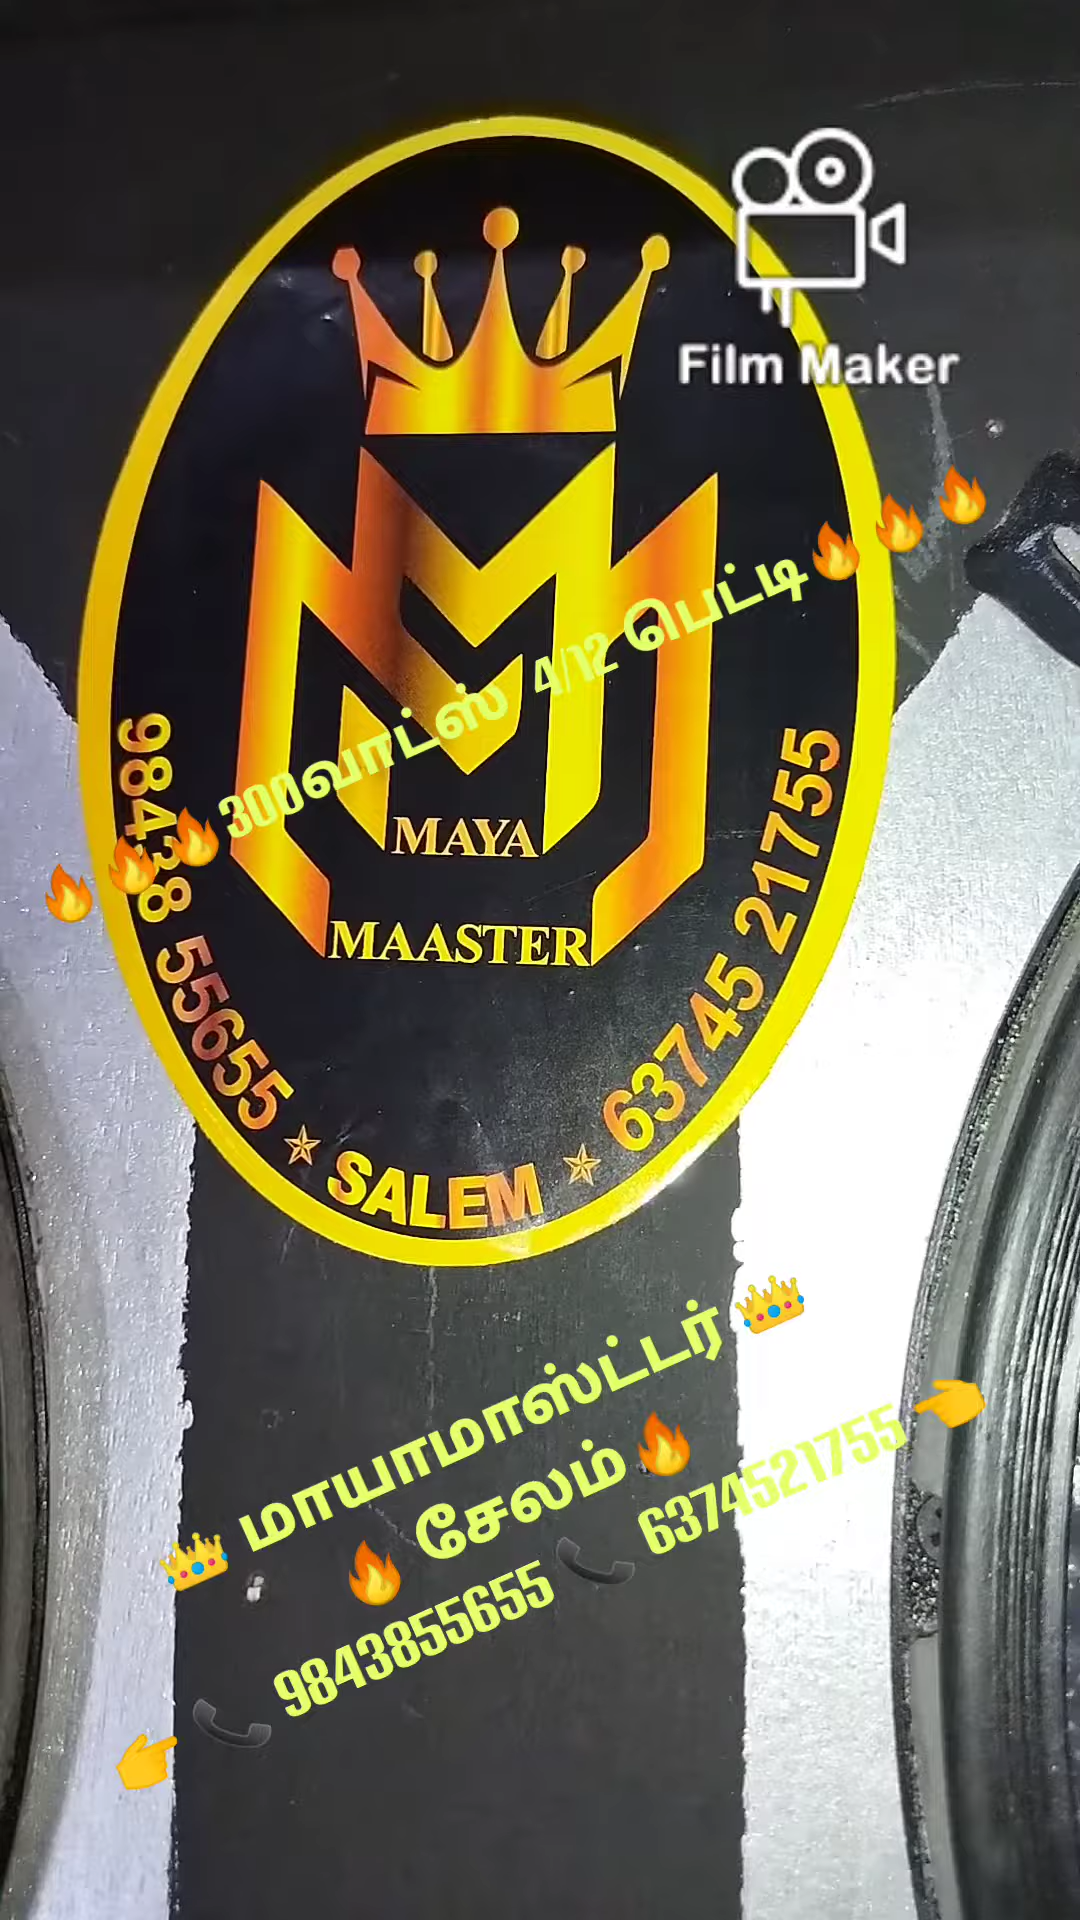 Film Maker
🔥🔥🔥300வாட்ஸ் 4/12 பெட்டி🔥🔥🔥
MAYA
MAASTER
98438 55655 ★ SALEM ★ 63745 21755
👑 மாயாமாஸ்ட்டர் 👑
🔥 சேலம்🔥
👉 📞 9843855655 📞 6374521755 👈